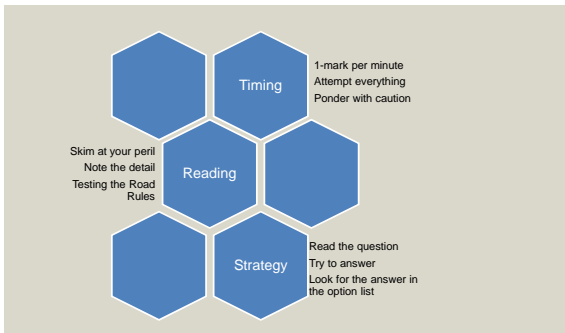 Timing
1-mark per minute
Attempt everything
Ponder with caution
Skim at your peril
Note the detail
Testing the Road
Rules
Reading
Strategy
Read the question
Try to answer
Look for the answer in
the option list